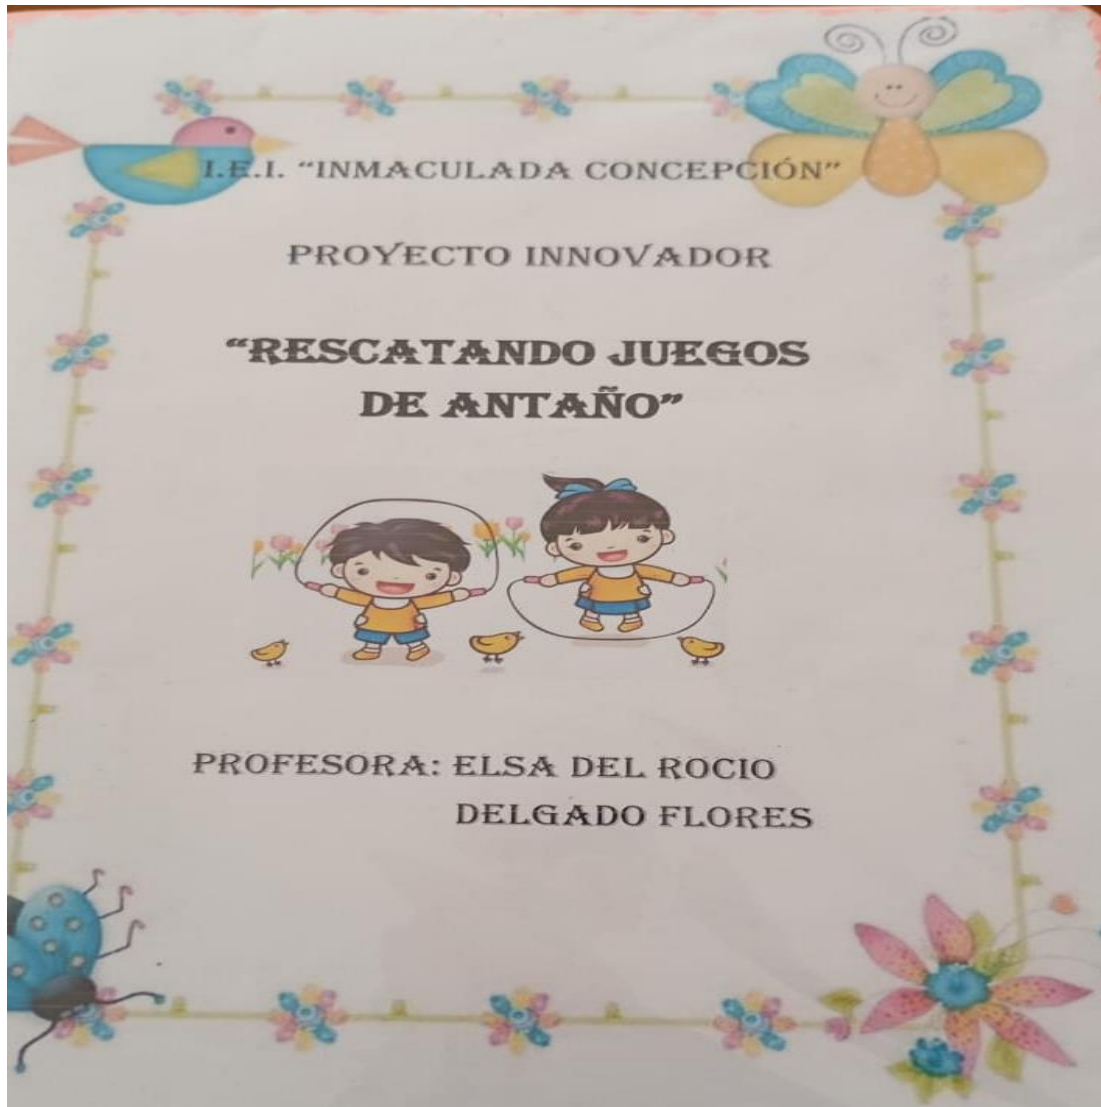 I.E.I. “INMACULADA CONCEPCIÓN”
PROYECTO INNOVADOR
“RESCATANDO JUEGOS
DE ANTAÑO”
PROFESORA: ELSA DEL ROCIO
DELGADO FLORES